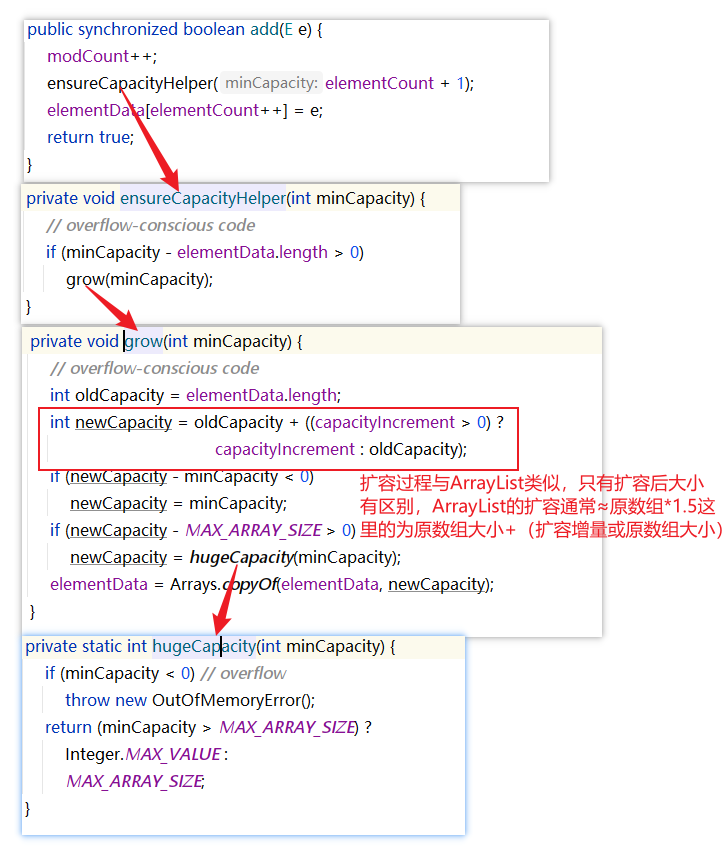 public synchronized boolean add(E e) {
modCount++;
ensureCapacityHelper( minCapacity: elementCount + 1);
elementData[elementCount++] = e;
return true;
}
private void ensureCapacityHelper(int minCapacity) {
// overflow-conscious code
if (minCapacity - elementData.length > 0)
grow(minCapacity);
}
private void grow(int minCapacity) {
// overflow-conscious code
int oldCapacity = elementData.length;
int newCapacity = oldCapacity + ((capacityIncrement > 0) ?
capacityIncrement : oldCapacity);
if (newCapacity - minCapacity < 0)
newCapacity = minCapacity;
if (newCapacity - MAX_ARRAY_SIZE > 0)
newCapacity = hugeCapacity(minCapacity);
elementData = Arrays.copyOf(elementData, newCapacity);
}
扩容过程与ArrayList类似，只有扩容后大小
有区别，ArrayList的扩容通常≈原数组*1.5这
里的为原数组大小+（扩容增量或原数组大小）
private static int hugeCapacity(int minCapacity) {
if (minCapacity < 0) // overflow
throw new OutOfMemoryError();
return (minCapacity > MAX_ARRAY_SIZE) ?
Integer.MAX_VALUE :
MAX_ARRAY_SIZE;
}